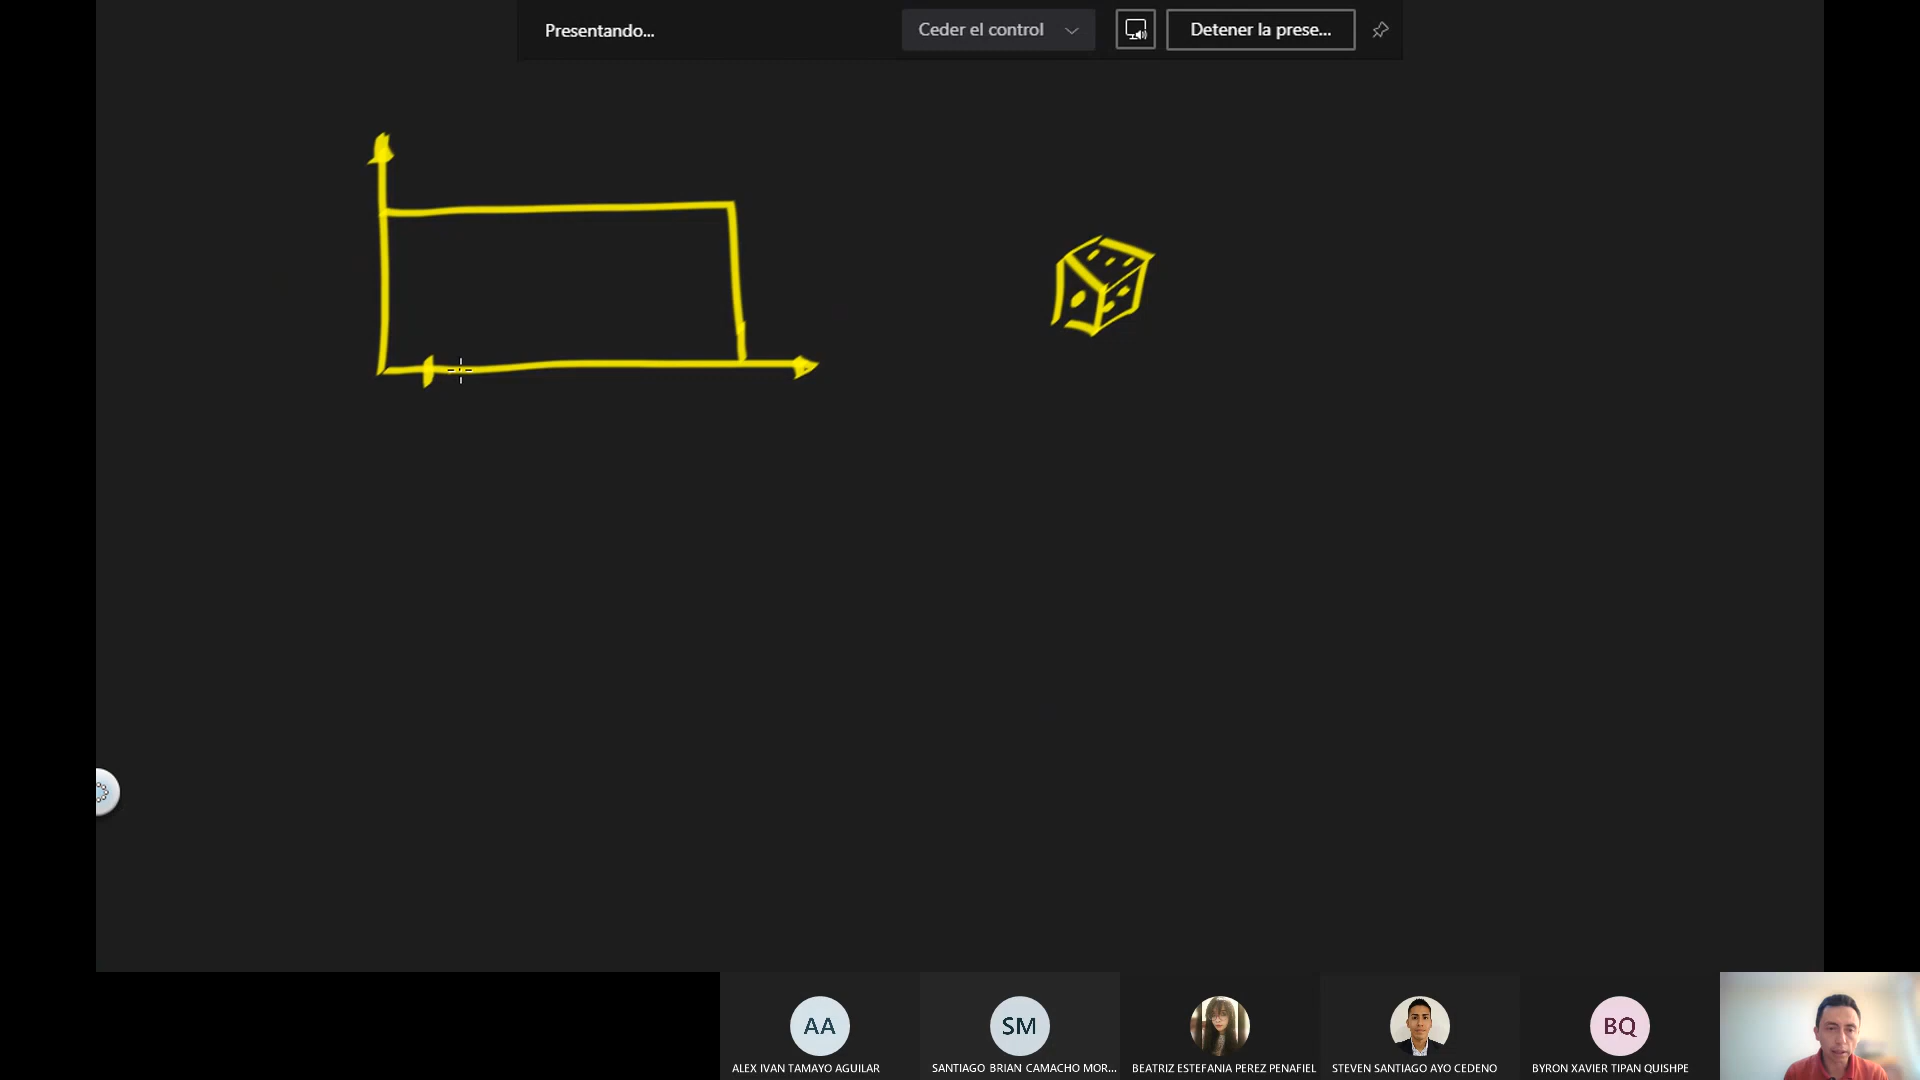 Presentando...
Ceder el control
Detener la prese...
AA
SM
BQ
ALEX IVAN TAMAYO AGUILAR
SANTIAGO BRIAN CAMACHO MOR...
BEATRIZ ESTEFANIA PEREZ PENAFIEL
STEVEN SANTIAGO AYO CEDENO
BYRON XAVIER TIPAN QUISHPE